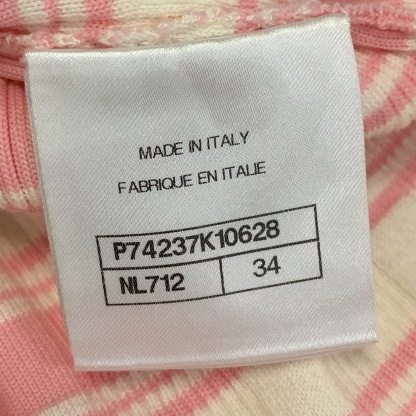 MADE IN ITALY
FABRIQUE EN ITALIE
P74237K10628
NL712 34